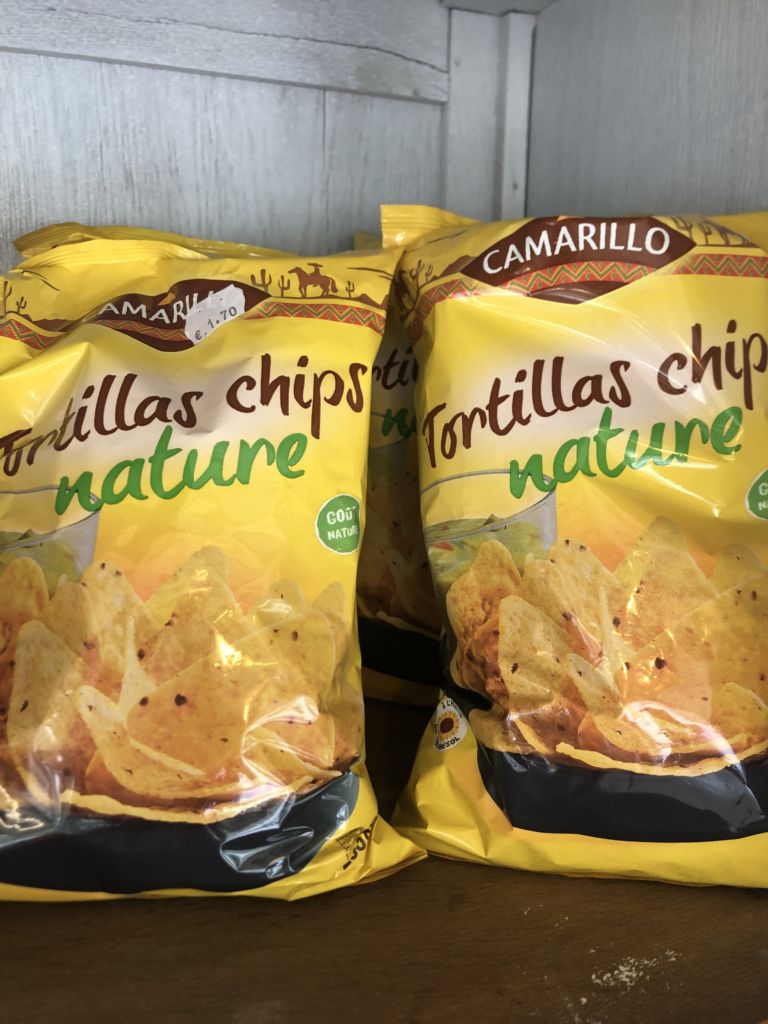 CAMARILLO
€.1.70
Tortillas chips
nature
GOÛT
NATURE
CAMARILLO
Tortillas chip
nature
G